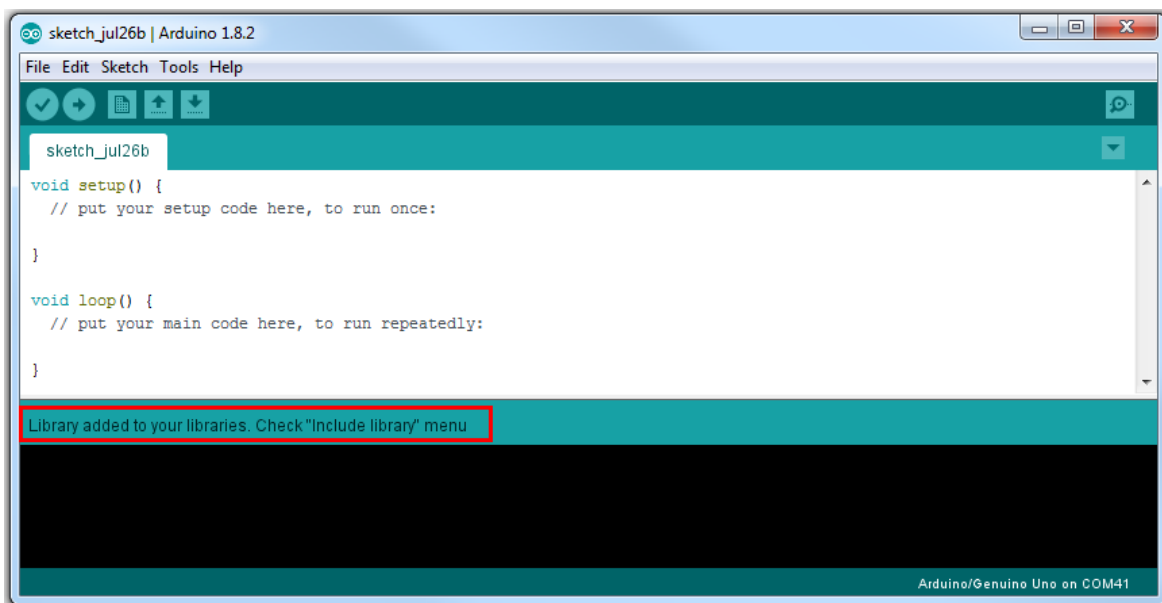 sketch_jul26b | Arduino 1.8.2
File Edit Sketch Tools Help
sketch_jul26b
void setup() {
  // put your setup code here, to run once:
}
void loop() {
  // put your main code here, to run repeatedly:
}
Library added to your libraries. Check "Include library" menu
Arduino/Genuino Uno on COM41